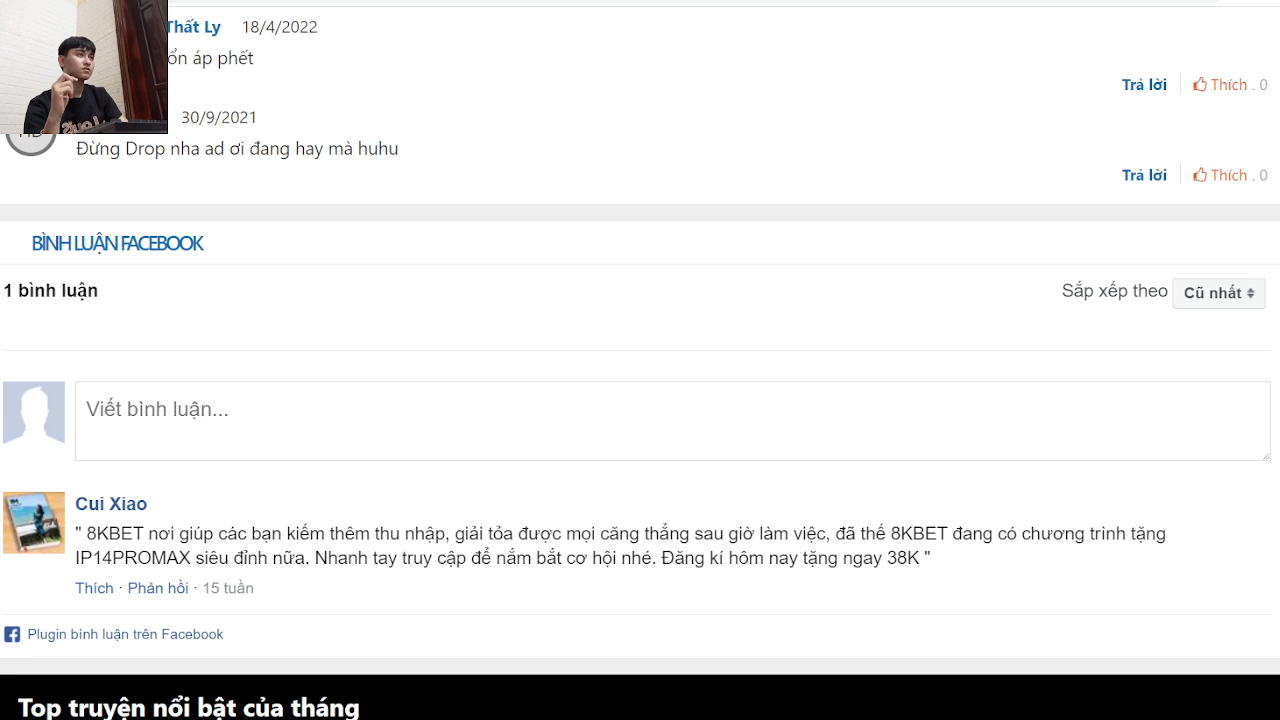 Thất Ly 18/4/2022
ổn áp phết
Trả lời Thích . 0
30/9/2021
Đừng Drop nha ad ơi đang hay mà huhu
Trả lời Thích . 0
BÌNH LUẬN FACEBOOK
1 bình luận Sắp xếp theo Cũ nhất
Viết bình luận...
Cui Xiao
" 8KBET nơi giúp các bạn kiếm thêm thu nhập, giải tỏa được mọi căng thẳng sau giờ làm việc, đã thế 8KBET đang có chương trình tặng
IP14PROMAX siêu đỉnh nữa. Nhanh tay truy cập để nắm bắt cơ hội nhé. Đăng kí hôm nay tặng ngay 38K "
Thích · Phản hồi · 15 tuần
Plugin bình luận trên Facebook
Top truyện nổi bật của tháng